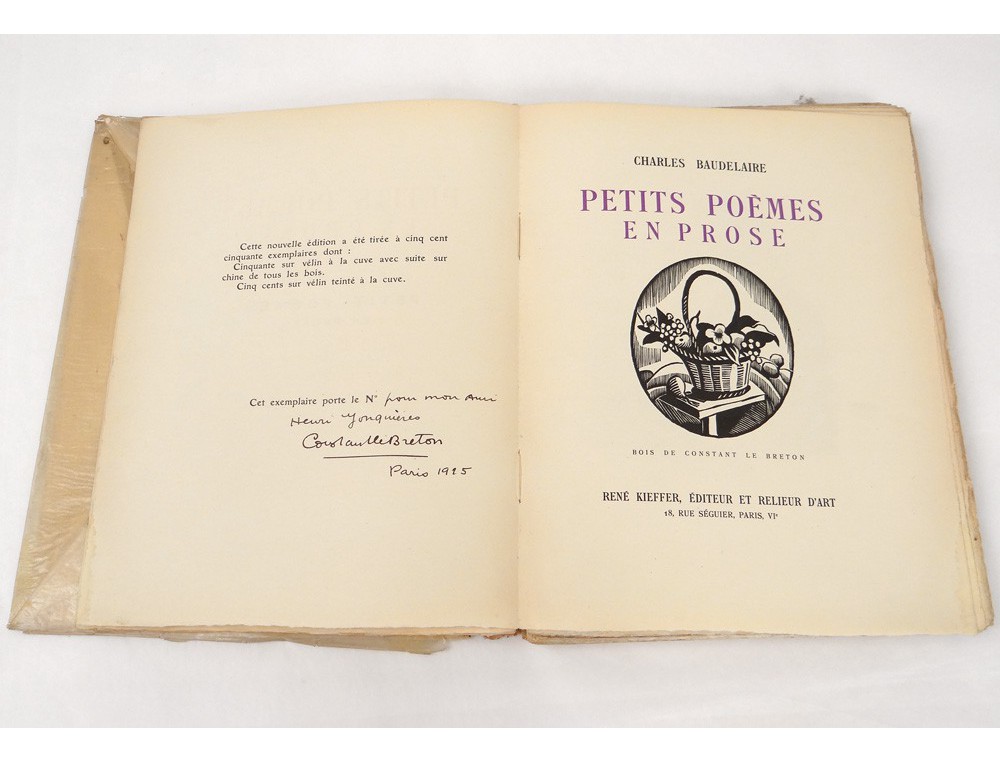 Cette nouvelle édition a été tirée à cinq cent
cinquante exemplaires dont :
Cinquante sur vélin à la cuve avec suite sur
chine de tous les bois.
Cinq cents sur vélin teinté à la cuve.
Cet exemplaire porte le N° pour mon ami
Henri Jonquières
Constant Le Breton
Paris 1925
CHARLES BAUDELAIRE
PETITS POÈMES
EN PROSE
BOIS DE CONSTANT LE BRETON
RENÉ KIEFFER, ÉDITEUR ET RELIEUR D'ART
18, RUE SÉGUIER, PARIS, VIe